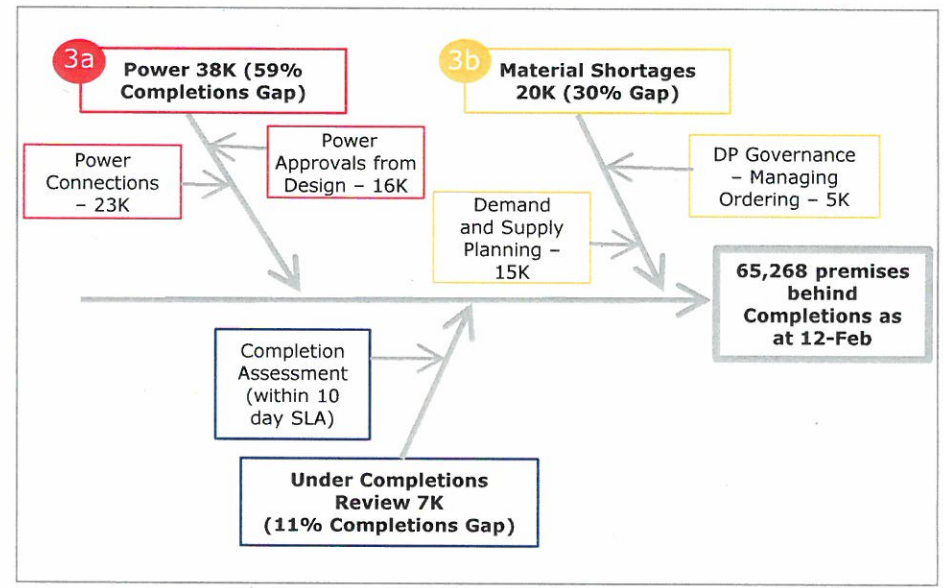 3a
Power 38K (59%
Completions Gap)
3b
Material Shortages
20K (30% Gap)
Power
Connections
– 23K
Power
Approvals from
Design – 16K
Demand
and Supply
Planning –
15K
DP Governance
– Managing
Ordering – 5K
65,268 premises
behind
Completions as
at 12-Feb
Completion
Assessment
(within 10
day SLA)
Under Completions
Review 7K
(11% Completions Gap)